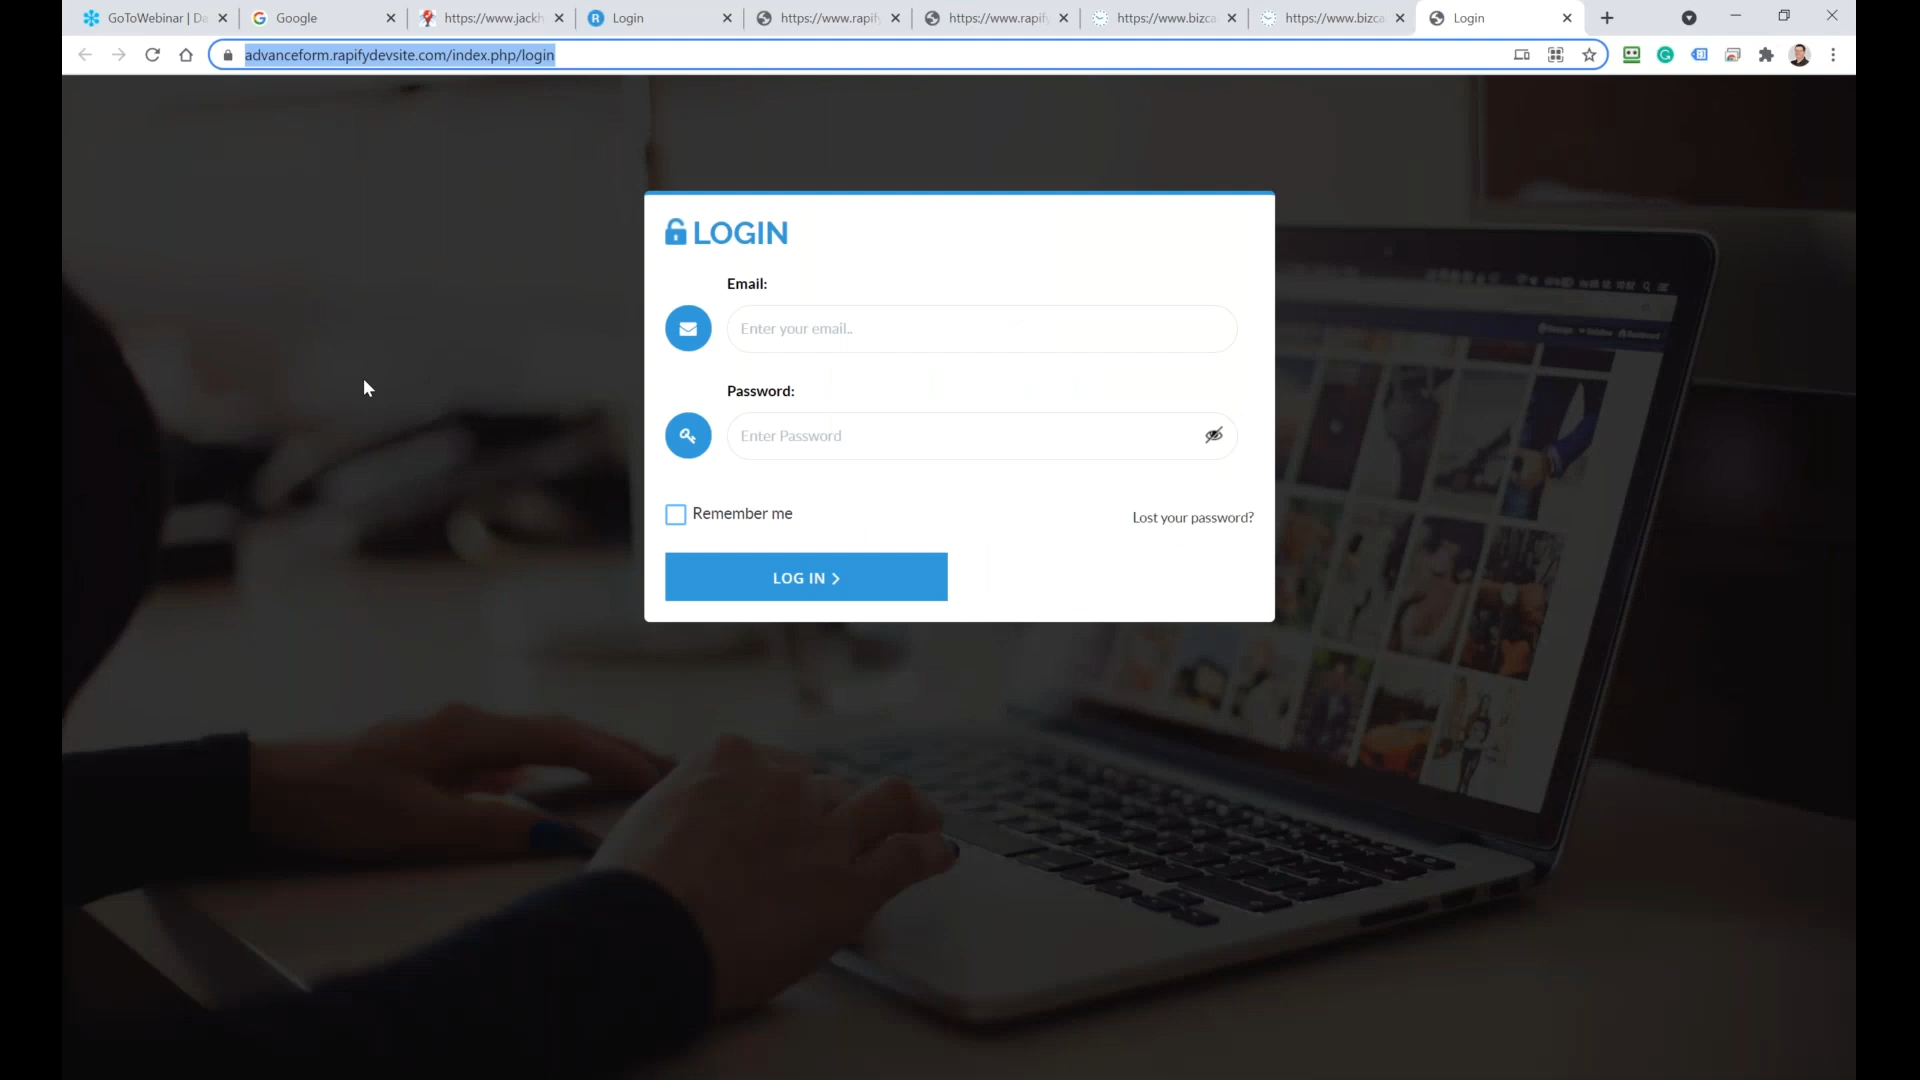 GoToWebinar | Da
Google
https://www.jackh
Login
https://www.rapify
https://www.rapify
https://www.bizca
https://www.bizca
Login
advanceform.rapifydevsite.com/index.php/login
LOGIN
Email:
Enter your email..
Password:
Enter Password
Remember me
Lost your password?
LOG IN